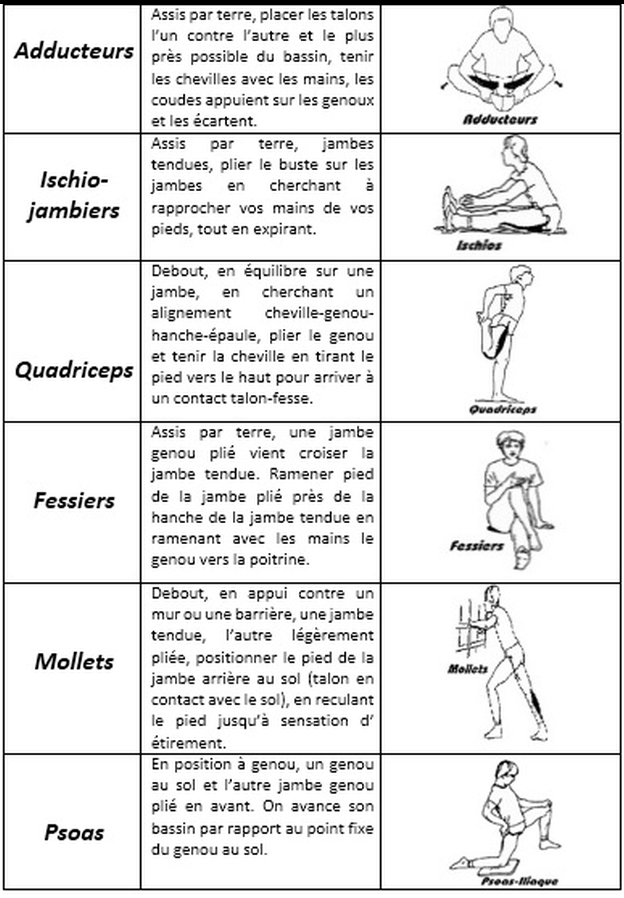 Adducteurs
Assis par terre, placer les talons
l'un contre l'autre et le plus
près possible du bassin, tenir
les chevilles avec les mains, les
coudes appuient sur les genoux
et les écartent.
Adducteurs
Ischio-
jambiers
Assis par terre, jambes
tendues, plier le buste sur les
jambes en cherchant à
rapprocher vos mains de vos
pieds, tout en expirant.
Ischios
Quadriceps
Debout, en équilibre sur une
jambe, en cherchant un
alignement cheville-genou-
hanche-épaule, plier le genou
et tenir la cheville en tirant le
pied vers le haut pour arriver à
un contact talon-fesse.
Quadriceps
Fessiers
Assis par terre, une jambe
genou plié vient croiser la
jambe tendue. Ramener pied
de la jambe plié près de la
hanche de la jambe tendue en
ramenant avec les mains le
genou vers la poitrine.
Fessiers
Mollets
Debout, en appui contre un
mur ou une barrière, une jambe
tendue, l'autre légèrement
pliée, positionner le pied de la
jambe arrière au sol (talon en
contact avec le sol), en reculant
le pied jusqu'à sensation d'
étirement.
Mollets
Psoas
En position à genou, un genou
au sol et l'autre jambe genou
plié en avant. On avance son
bassin par rapport au point fixe
du genou au sol.
Psoas-Iliaque